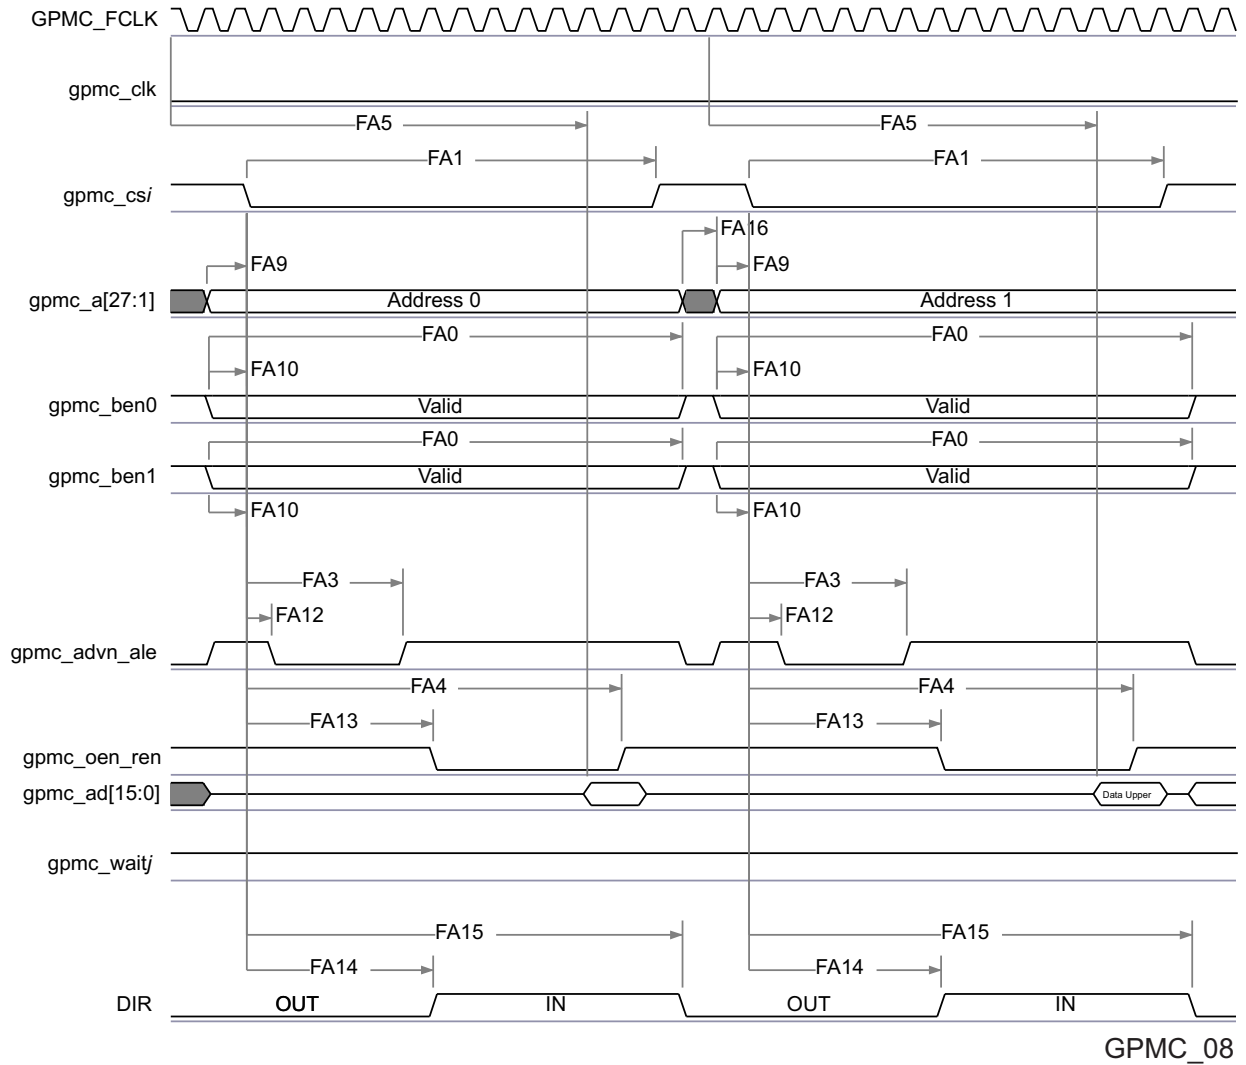 GPMC_FCLK
gpmc_clk
FA5 FA5
FA1 FA1
gpmc_csi
FA16
FA9 FA9
gpmc_a[27:1] Address 0 Address 1
FA0 FA0
FA10 FA10
gpmc_ben0 Valid Valid
FA0 FA0
gpmc_ben1 Valid Valid
FA10 FA10
FA3 FA3
FA12 FA12
gpmc_advn_ale
FA4 FA4
FA13 FA13
gpmc_oen_ren
gpmc_ad[15:0] Data Upper
gpmc_waitj
FA15 FA15
FA14 FA14
DIR OUT IN OUT IN
GPMC_08